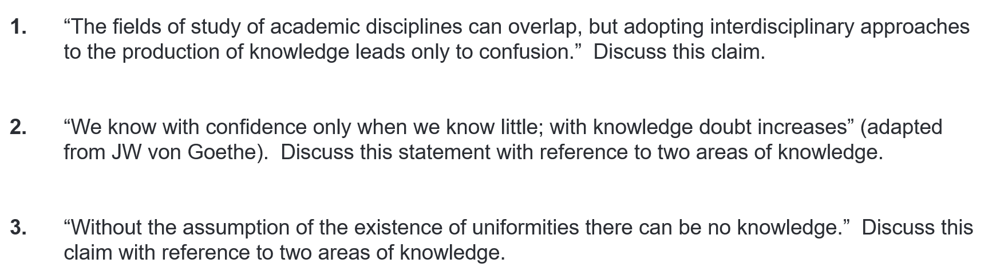 1. “The fields of study of academic disciplines can overlap, but adopting interdisciplinary approaches
to the production of knowledge leads only to confusion.”  Discuss this claim.
2. “We know with confidence only when we know little; with knowledge doubt increases” (adapted
from JW von Goethe).  Discuss this statement with reference to two areas of knowledge.
3. “Without the assumption of the existence of uniformities there can be no knowledge.”  Discuss this
claim with reference to two areas of knowledge.